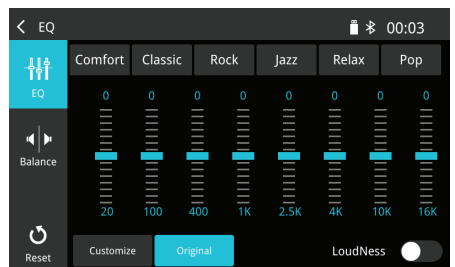 EQ 00:03
Comfort Classic Rock Jazz Relax Pop
EQ
0 0 0 0 0 0 0 0
Balance
20 100 400 1K 2.5K 4K 10K 16K
Reset
Customize Original LoudNess